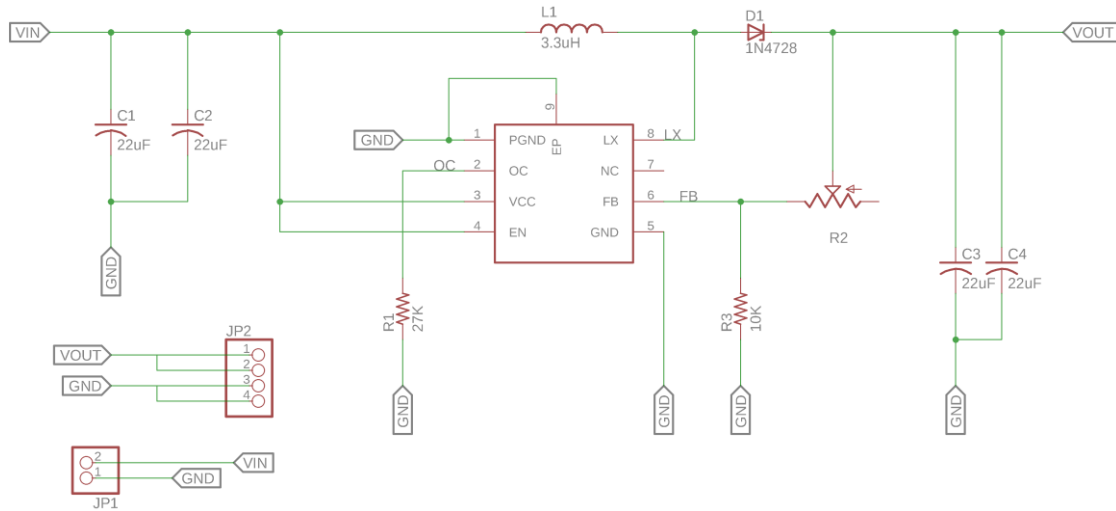 VIN
L1
3.3uH
D1
1N4728
VOUT
C1
22uF
C2
22uF
GND
9
EP
GND
1
PGND
LX
8
LX
OC
2
OC
NC
7
3
VCC
FB
6
FB
4
EN
GND
5
R2
C3
22uF
C4
22uF
GND
R1
27K
R3
10K
GND
GND
GND
GND
JP2
VOUT
1
2
GND
3
4
2
VIN
1
GND
JP1